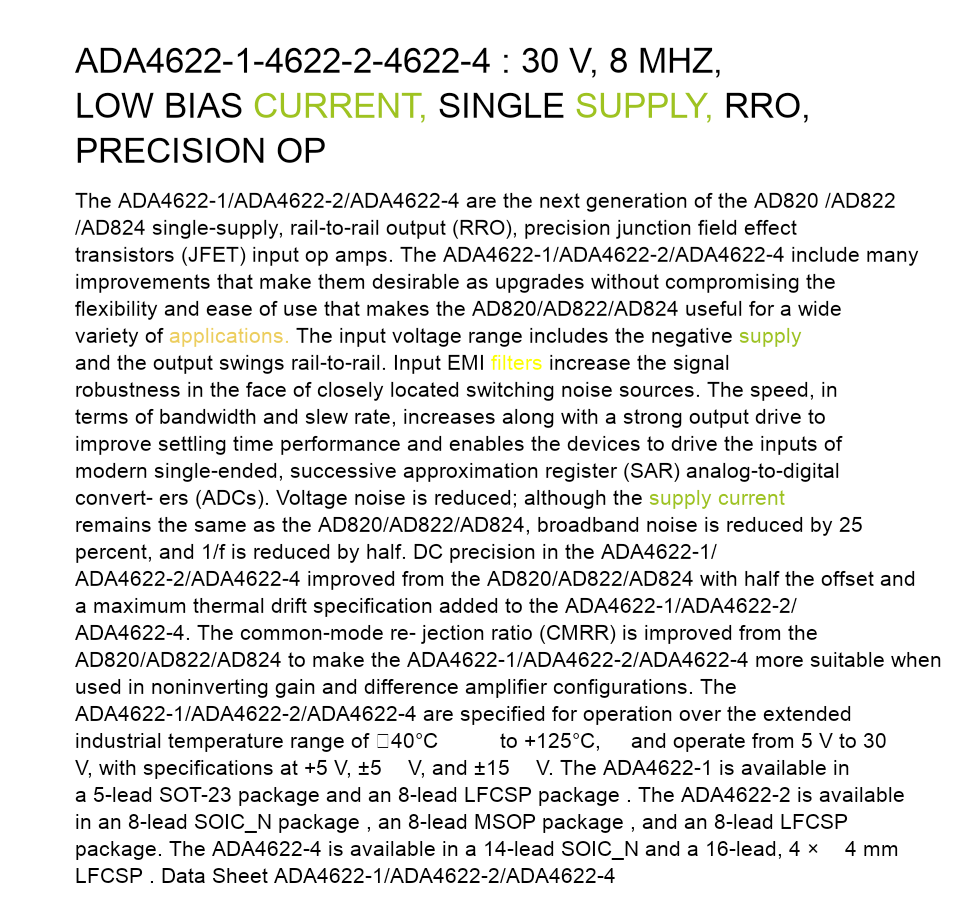 ADA4622-1-4622-2-4622-4 : 30 V, 8 MHZ,
LOW BIAS CURRENT, SINGLE SUPPLY, RRO,
PRECISION OP
The ADA4622-1/ADA4622-2/ADA4622-4 are the next generation of the AD820 /AD822
/AD824 single-supply, rail-to-rail output (RRO), precision junction field effect
transistors (JFET) input op amps. The ADA4622-1/ADA4622-2/ADA4622-4 include many
improvements that make them desirable as upgrades without compromising the
flexibility and ease of use that makes the AD820/AD822/AD824 useful for a wide
variety of applications. The input voltage range includes the negative supply
and the output swings rail-to-rail. Input EMI filters increase the signal
robustness in the face of closely located switching noise sources. The speed, in
terms of bandwidth and slew rate, increases along with a strong output drive to
improve settling time performance and enables the devices to drive the inputs of
modern single-ended, successive approximation register (SAR) analog-to-digital
convert- ers (ADCs). Voltage noise is reduced; although the supply current
remains the same as the AD820/AD822/AD824, broadband noise is reduced by 25
percent, and 1/f is reduced by half. DC precision in the ADA4622-1/
ADA4622-2/ADA4622-4 improved from the AD820/AD822/AD824 with half the offset and
a maximum thermal drift specification added to the ADA4622-1/ADA4622-2/
ADA4622-4. The common-mode re- jection ratio (CMRR) is improved from the
AD820/AD822/AD824 to make the ADA4622-1/ADA4622-2/ADA4622-4 more suitable when
used in noninverting gain and difference amplifier configurations. The
ADA4622-1/ADA4622-2/ADA4622-4 are specified for operation over the extended
industrial temperature range of □40°C to +125°C, and operate from 5 V to 30
V, with specifications at +5 V, ±5 V, and ±15 V. The ADA4622-1 is available in
a 5-lead SOT-23 package and an 8-lead LFCSP package . The ADA4622-2 is available
in an 8-lead SOIC_N package , an 8-lead MSOP package , and an 8-lead LFCSP
package. The ADA4622-4 is available in a 14-lead SOIC_N and a 16-lead, 4 × 4 mm
LFCSP . Data Sheet ADA4622-1/ADA4622-2/ADA4622-4